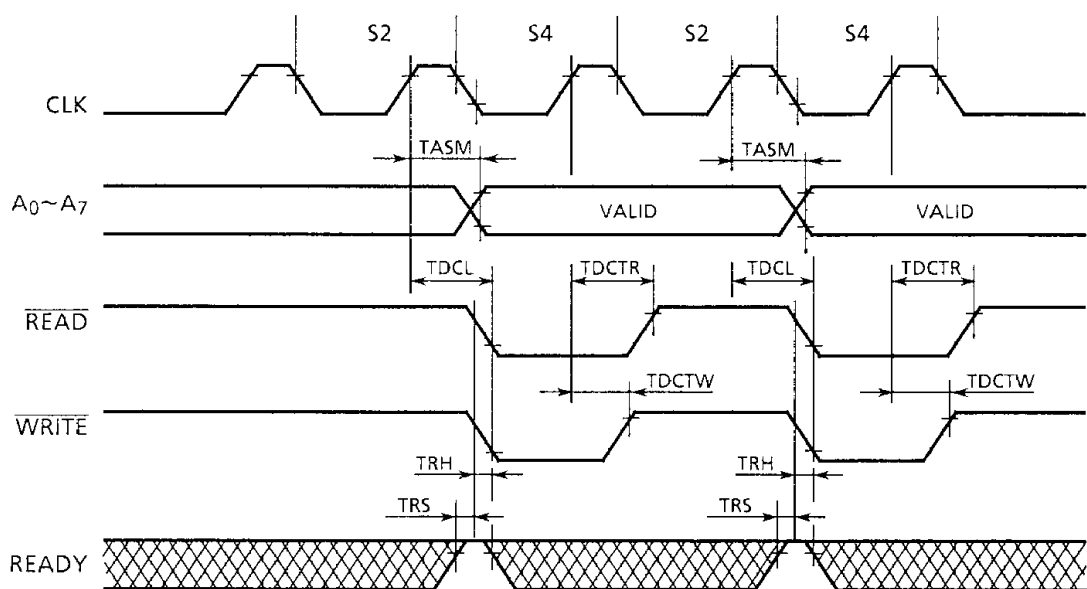 S2 S4 S2 S4
CLK
TASM TASM
A0~A7 VALID VALID
TDCL TDCTR TDCL TDCTR
READ
TDCTW TDCTW
WRITE
TRH TRH
TRS TRS
READY